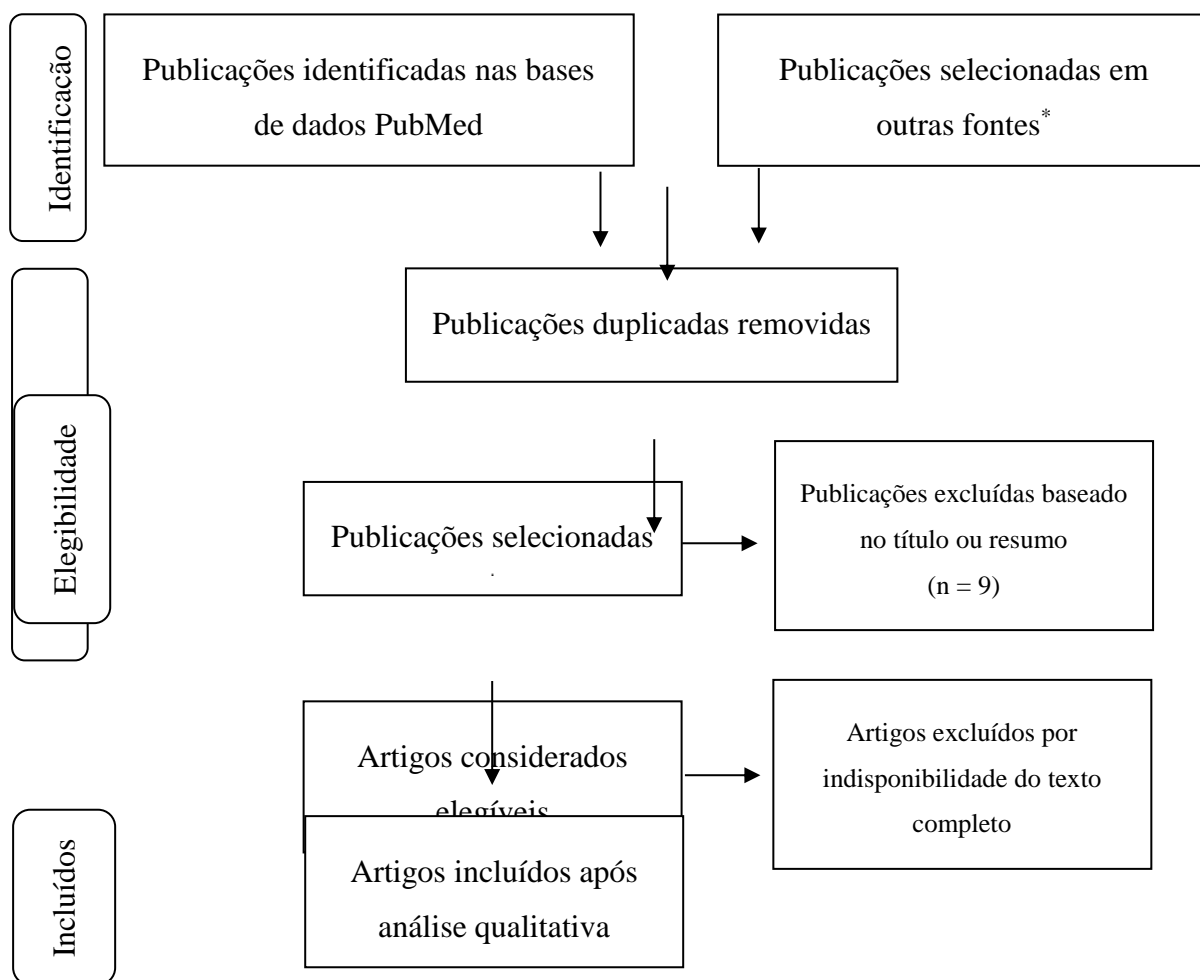 Identificação
Publicações identificadas nas bases
de dados PubMed
Publicações selecionadas em
outras fontes*
Publicações duplicadas removidas
Elegibilidade
Publicações selecionadas
.
Publicações excluídas baseado
no título ou resumo
(n = 9)
Artigos considerados
elegíveis
Artigos excluídos por
indisponibilidade do texto
completo
Incluídos
Artigos incluídos após
análise qualitativa